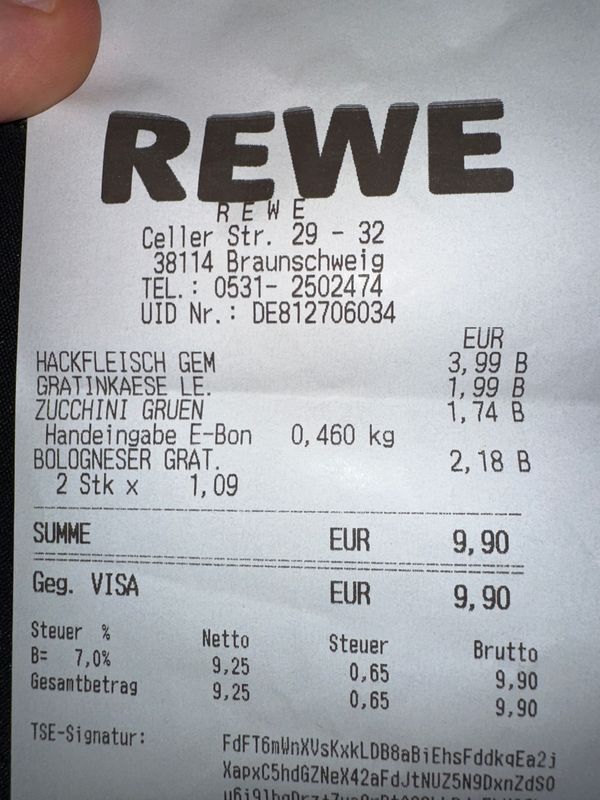 REWE
REWE
Celler Str. 29 - 32
38114 Braunschweig
TEL.: 0531- 2502474
UID Nr.: DE812706034
EUR
HACKFLEISCH GEM 3,99 B
GRATINKAESE LE. 1,99 B
ZUCCHINI GRUEN 1,74 B
Handeingabe E-Bon 0,460 kg
BOLOGNESER GRAT. 2,18 B
2 Stk x 1,09
SUMME EUR 9,90
Geg. VISA EUR 9,90
Steuer % Netto Steuer Brutto
B= 7,0% 9,25 0,65 9,90
Gesamtbetrag 9,25 0,65 9,90
TSE-Signatur: FdFT6mWnXVsKxkLDB8aBiEhsFddkqEa2j
XapxC5hdGZNeX42aFdJtNUZ5N9DxnZdSO